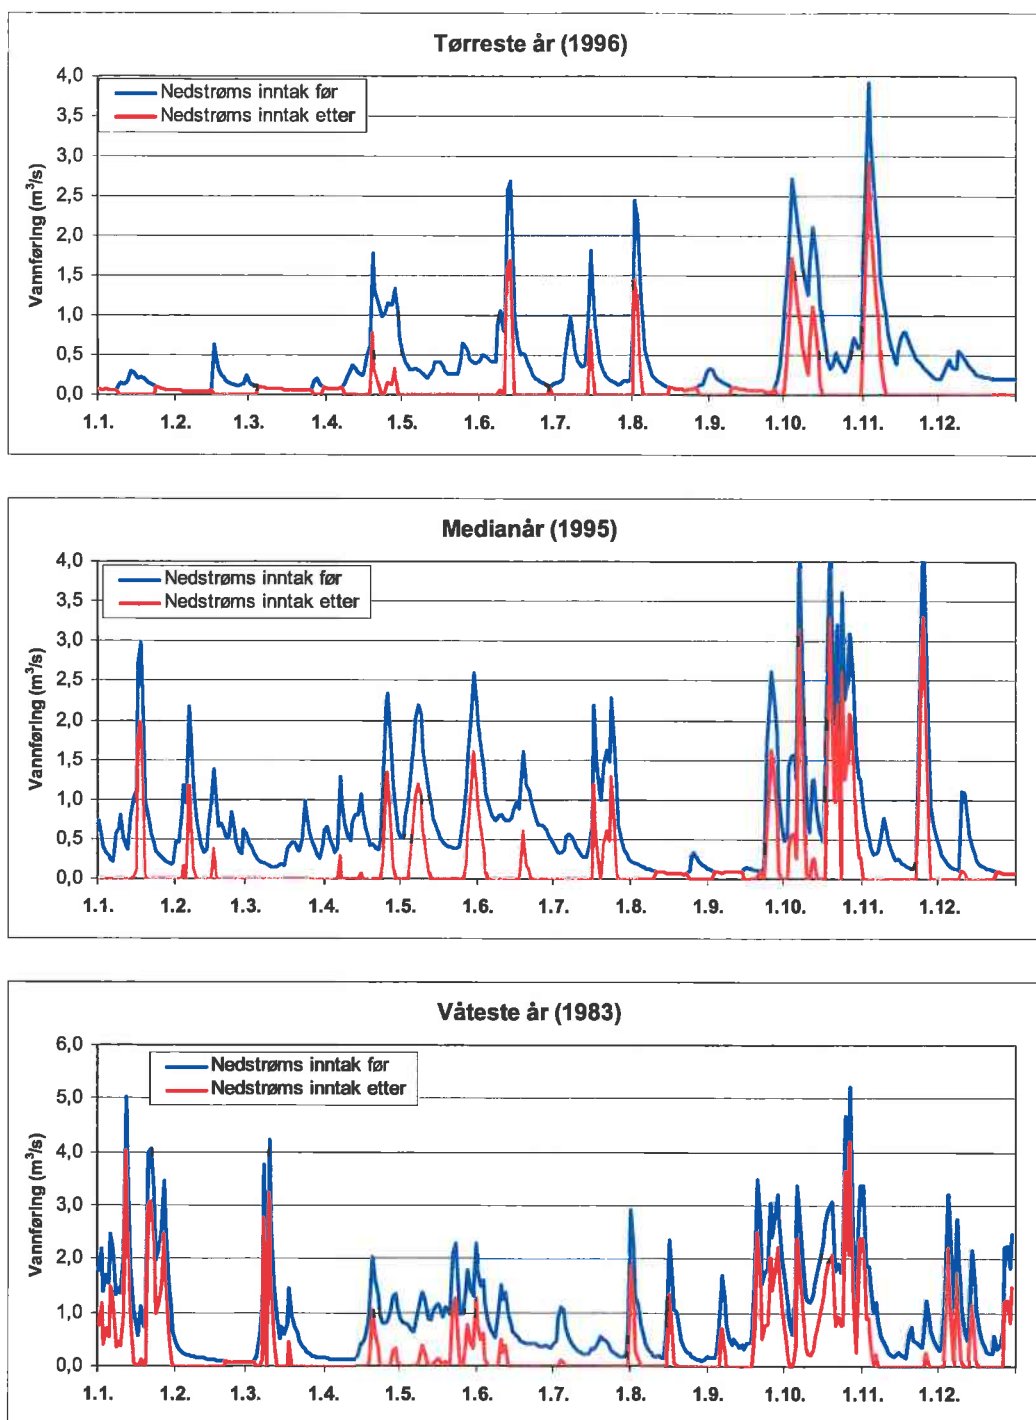 Tørreste år (1996)
Vannføring (m³/s)
4,0
3,5
3,0
2,5
2,0
1,5
1,0
0,5
0,0
Nedstrøms inntak før
Nedstrøms inntak etter
1.1. 1.2. 1.3. 1.4. 1.5. 1.6. 1.7. 1.8. 1.9. 1.10. 1.11. 1.12.
Medianår (1995)
Vannføring (m³/s)
4,0
3,5
3,0
2,5
2,0
1,5
1,0
0,5
0,0
Nedstrøms inntak før
Nedstrøms inntak etter
1.1. 1.2. 1.3. 1.4. 1.5. 1.6. 1.7. 1.8. 1.9. 1.10. 1.11. 1.12.
Våteste år (1983)
Vannføring (m³/s)
6,0
5,0
4,0
3,0
2,0
1,0
0,0
Nedstrøms inntak før
Nedstrøms inntak etter
1.1. 1.2. 1.3. 1.4. 1.5. 1.6. 1.7. 1.8. 1.9. 1.10. 1.11. 1.12.